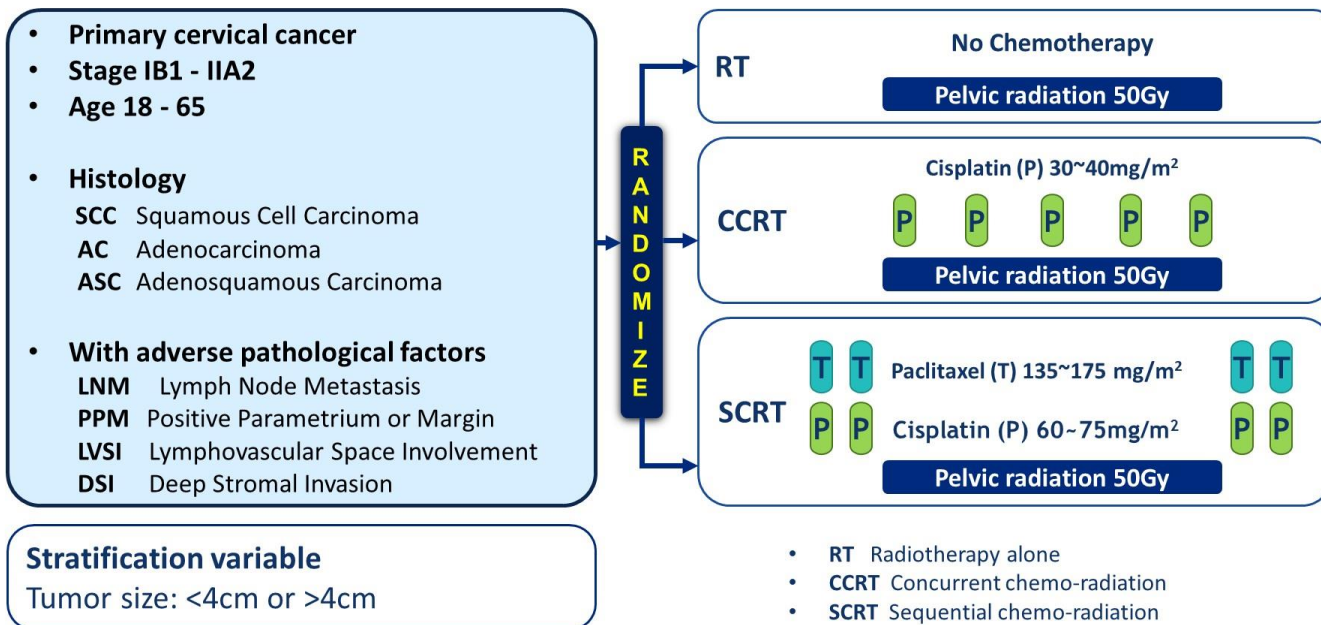 • Primary cervical cancer
• Stage IB1 - IIA2
• Age 18 - 65
• Histology
SCC Squamous Cell Carcinoma
AC Adenocarcinoma
ASC Adenosquamous Carcinoma
• With adverse pathological factors
LNM Lymph Node Metastasis
PPM Positive Parametrium or Margin
LVSI Lymphovascular Space Involvement
DSI Deep Stromal Invasion
Stratification variable
Tumor size: <4cm or >4cm
RANDOMIZE
RT
No Chemotherapy
Pelvic radiation 50Gy
CCRT
Cisplatin (P) 30~40mg/m²
P P P P P
Pelvic radiation 50Gy
SCRT
T T Paclitaxel (T) 135~175 mg/m² T T
P P Cisplatin (P) 60~75mg/m² P P
Pelvic radiation 50Gy
• RT Radiotherapy alone
• CCRT Concurrent chemo-radiation
• SCRT Sequential chemo-radiation